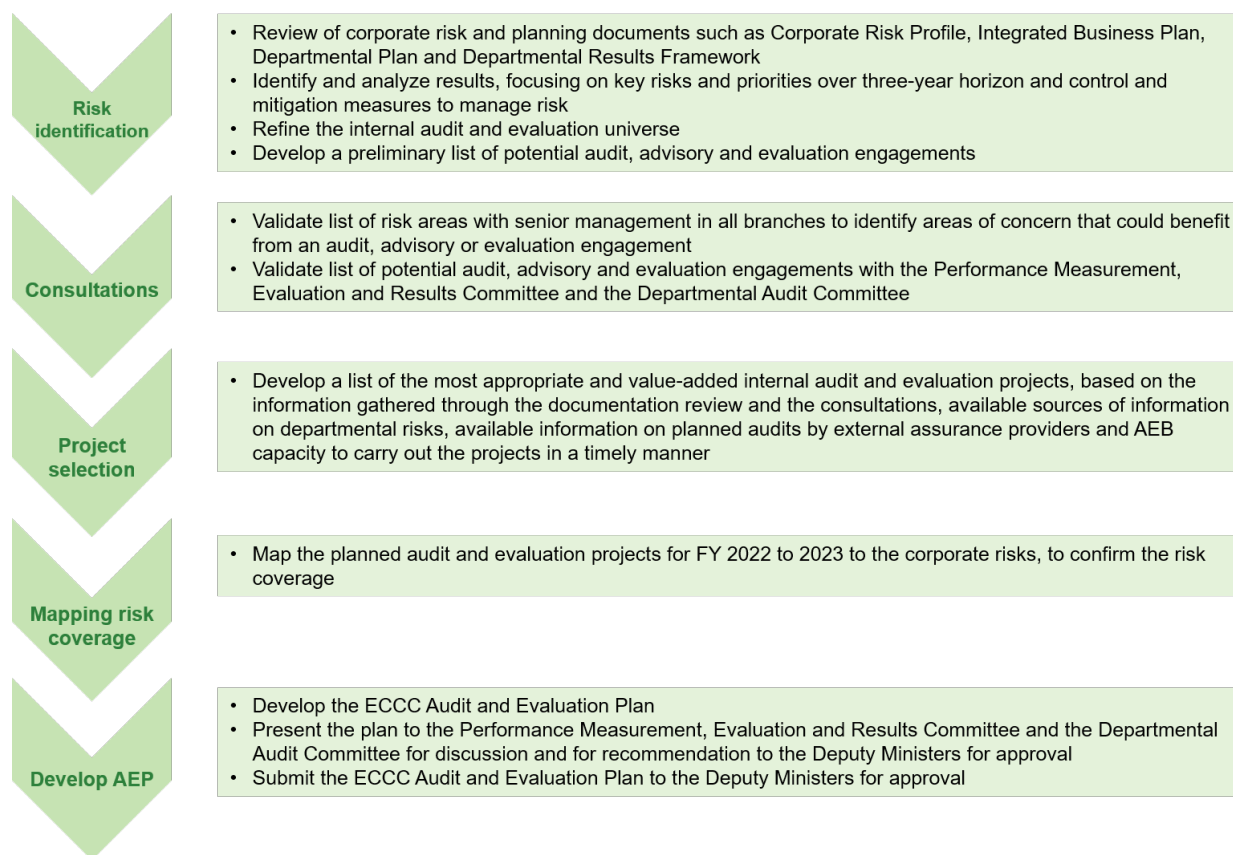 Risk
identification
• Review of corporate risk and planning documents such as Corporate Risk Profile, Integrated Business Plan,
Departmental Plan and Departmental Results Framework
• Identify and analyze results, focusing on key risks and priorities over three-year horizon and control and
mitigation measures to manage risk
• Refine the internal audit and evaluation universe
• Develop a preliminary list of potential audit, advisory and evaluation engagements
Consultations
• Validate list of risk areas with senior management in all branches to identify areas of concern that could benefit
from an audit, advisory or evaluation engagement
• Validate list of potential audit, advisory and evaluation engagements with the Performance Measurement,
Evaluation and Results Committee and the Departmental Audit Committee
Project
selection
• Develop a list of the most appropriate and value-added internal audit and evaluation projects, based on the
information gathered through the documentation review and the consultations, available sources of information
on departmental risks, available information on planned audits by external assurance providers and AEB
capacity to carry out the projects in a timely manner
Mapping risk
coverage
• Map the planned audit and evaluation projects for FY 2022 to 2023 to the corporate risks, to confirm the risk
coverage
Develop AEP
• Develop the ECCC Audit and Evaluation Plan
• Present the plan to the Performance Measurement, Evaluation and Results Committee and the Departmental
Audit Committee for discussion and for recommendation to the Deputy Ministers for approval
• Submit the ECCC Audit and Evaluation Plan to the Deputy Ministers for approval